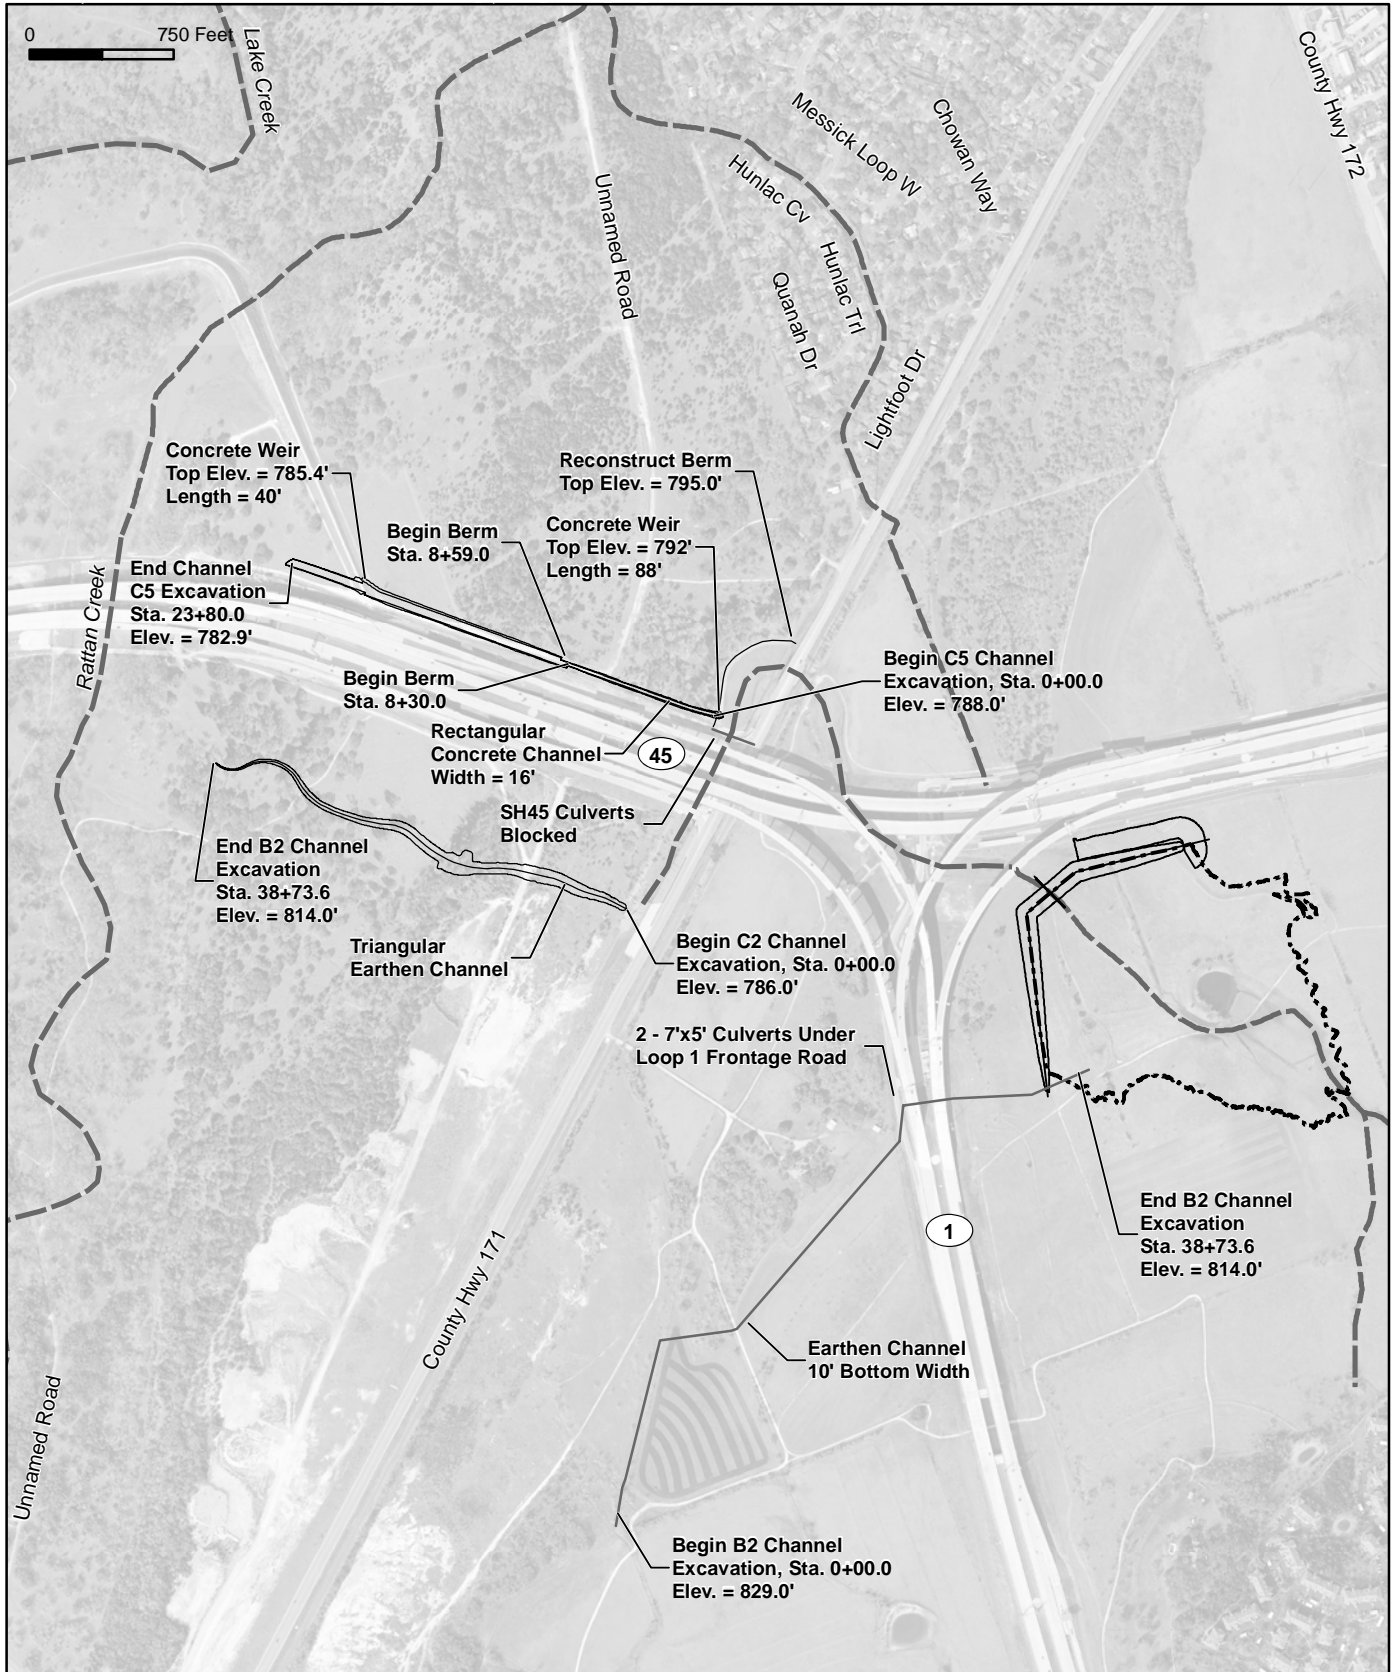 0 750 Feet
Lake Creek
County Hwy 172
Messick Loop W
Chowan Way
Hunlac Cv
Unnamed Road
Hunlac Trl
Quanah Dr
Lightfoot Dr
Concrete Weir
Top Elev. = 785.4'
Length = 40'
Reconstruct Berm
Top Elev. = 795.0'
Begin Berm
Sta. 8+59.0
Concrete Weir
Top Elev. = 792'
Length = 88'
End Channel
C5 Excavation
Sta. 23+80.0
Elev. = 782.9'
Rattan Creek
Begin C5 Channel
Excavation, Sta. 0+00.0
Elev. = 788.0'
Begin Berm
Sta. 8+30.0
Rectangular
Concrete Channel
Width = 16'
45
SH45 Culverts
Blocked
End B2 Channel
Excavation
Sta. 38+73.6
Elev. = 814.0'
Triangular
Earthen Channel
Begin C2 Channel
Excavation, Sta. 0+00.0
Elev. = 786.0'
2 - 7'x5' Culverts Under
Loop 1 Frontage Road
End B2 Channel
Excavation
Sta. 38+73.6
Elev. = 814.0'
1
County Hwy 171
Earthen Channel
10' Bottom Width
Unnamed Road
Begin B2 Channel
Excavation, Sta. 0+00.0
Elev. = 829.0'